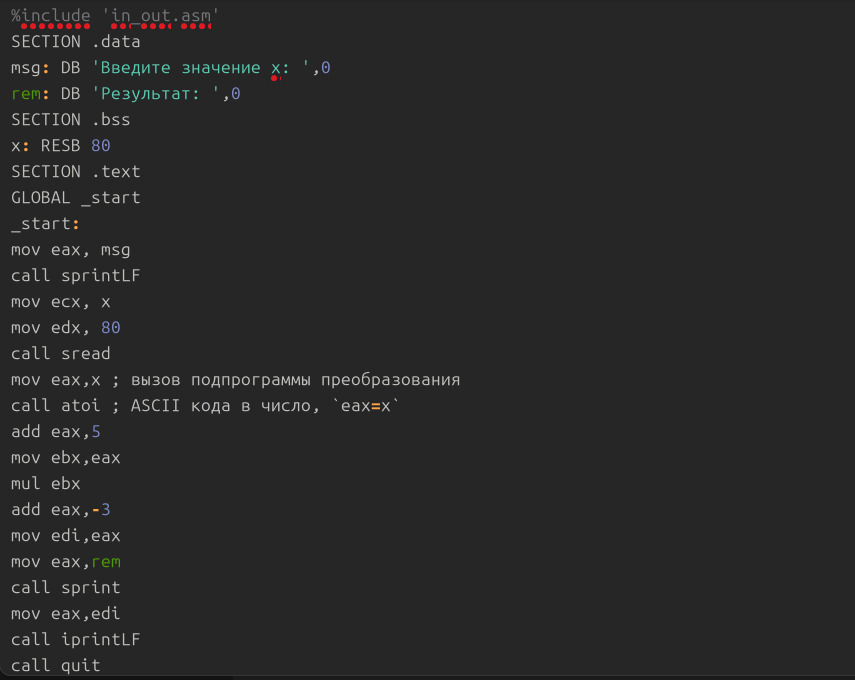 %include 'in_out.asm'
SECTION .data
msg: DB 'Введите значение x: ',0
rem: DB 'Результат: ',0
SECTION .bss
x: RESB 80
SECTION .text
GLOBAL _start
_start:
mov eax, msg
call sprintLF
mov ecx, x
mov edx, 80
call sread
mov eax,x ; вызов подпрограммы преобразования
call atoi ; ASCII кода в число, `eax=x`
add eax,5
mov ebx,eax
mul ebx
add eax,-3
mov edi,eax
mov eax,rem
call sprint
mov eax,edi
call iprintLF
call quit